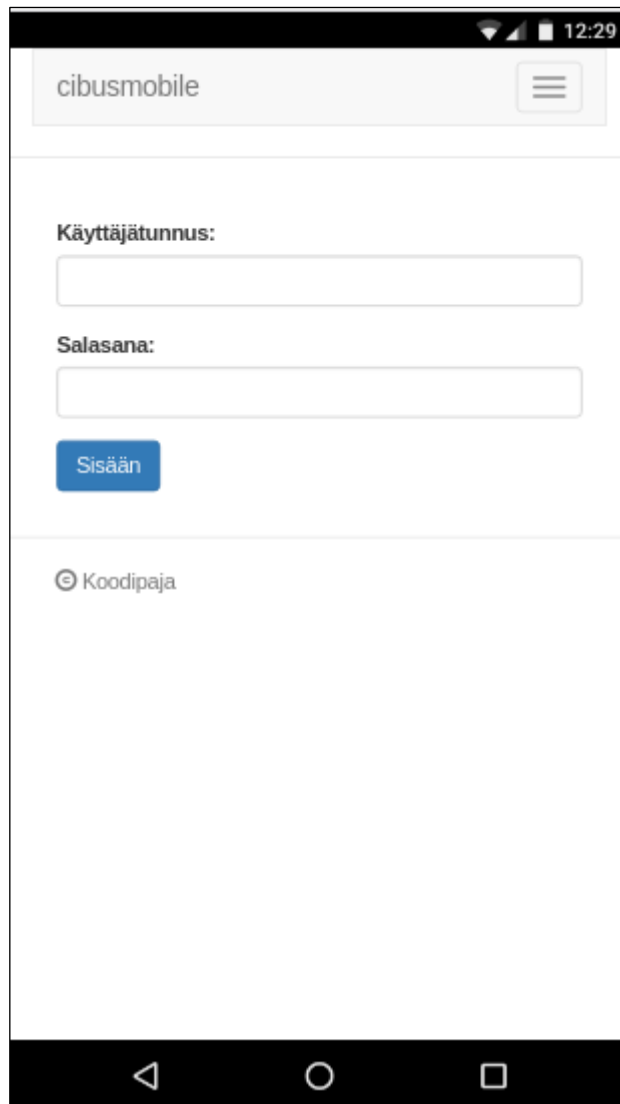 12:29
cibusmobile
Käyttäjätunnus:
Salasana:
Sisään
© Koodipaja